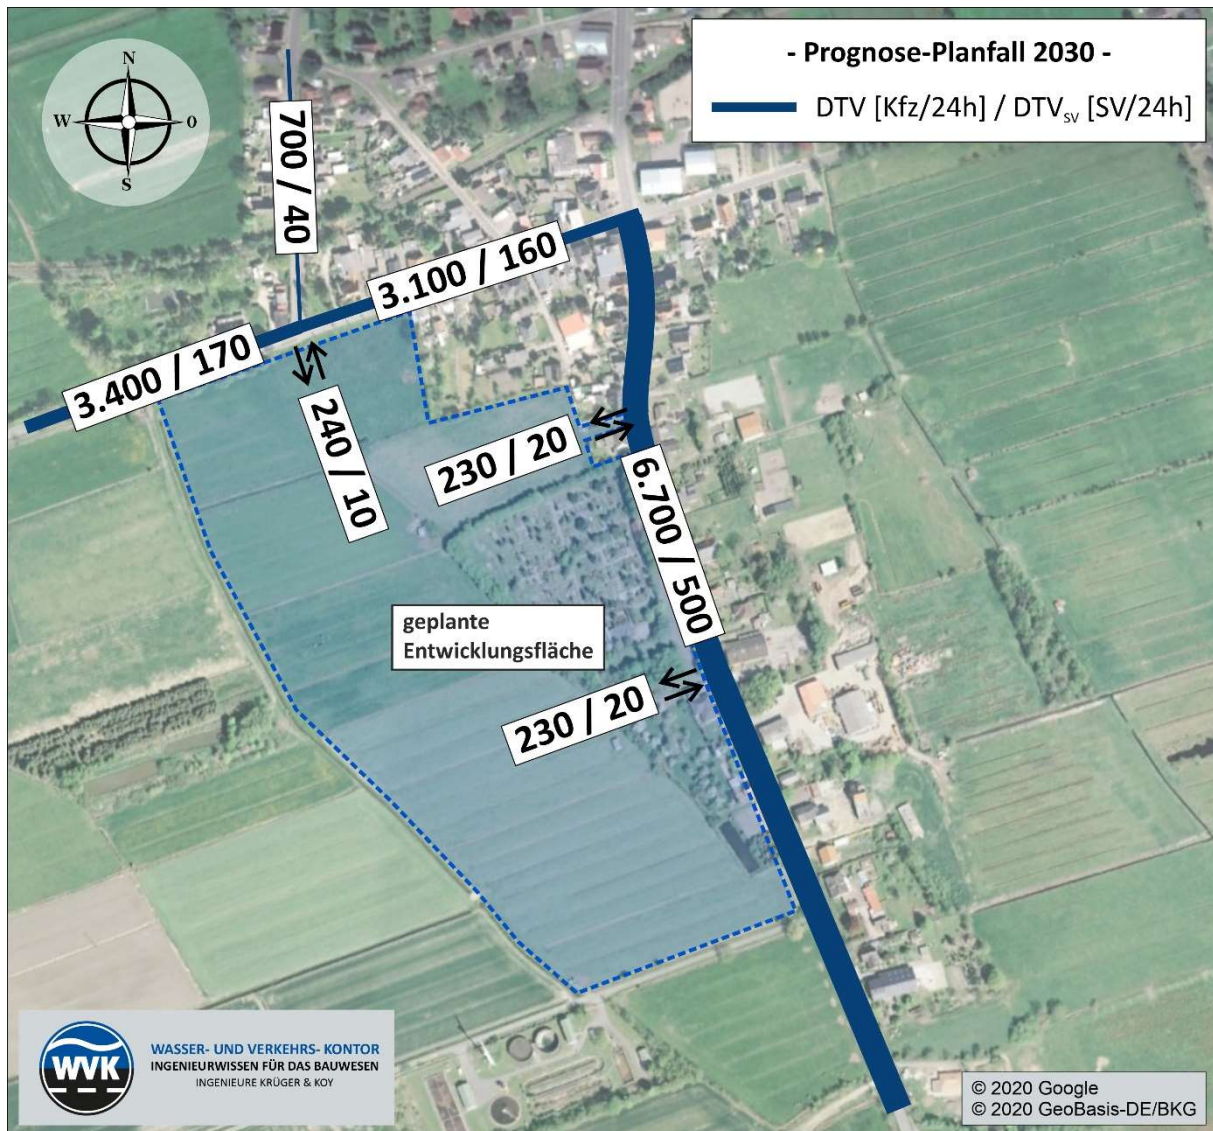 - Prognose-Planfall 2030 -
DTV [Kfz/24h] / DTVSV [SV/24h]
N
W
O
S
700 / 40
3.100 / 160
3.400 / 170
240 / 10
230 / 20
6.700 / 500
geplante
Entwicklungsfläche
230 / 20
WVK
WASSER- UND VERKEHRS- KONTOR
INGENIEURWISSEN FÜR DAS BAUWESEN
INGENIEURE KRÜGER & KOY
© 2020 Google
© 2020 GeoBasis-DE/BKG